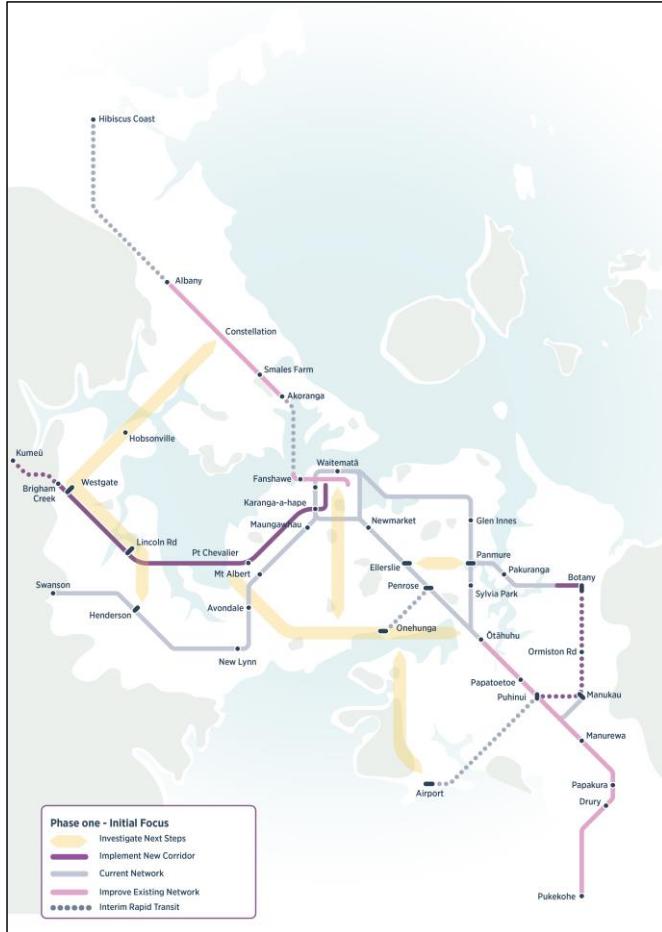 Hibiscus Coast
Albany
Constellation
Smales Farm
Akoranga
Hobsonville
Kumeū
Waitematā
Westgate
Fanshawe
Brigham
Creek
Karanga-a-hape
Maungawhau
Newmarket
Glen Innes
Lincoln Rd
Pt Chevalier
Ellerslie
Panmure
Mt Albert
Pakuranga
Botany
Swanson
Penrose
Sylvia Park
Henderson
Avondale
Onehunga
Ōtāhuhu
New Lynn
Ormiston Rd
Papatoetoe
Puhinui
Manukau
Manurewa
Airport
Papakura
Drury
Pukekohe
Phase one - Initial Focus
Investigate Next Steps
Implement New Corridor
Current Network
Improve Existing Network
Interim Rapid Transit